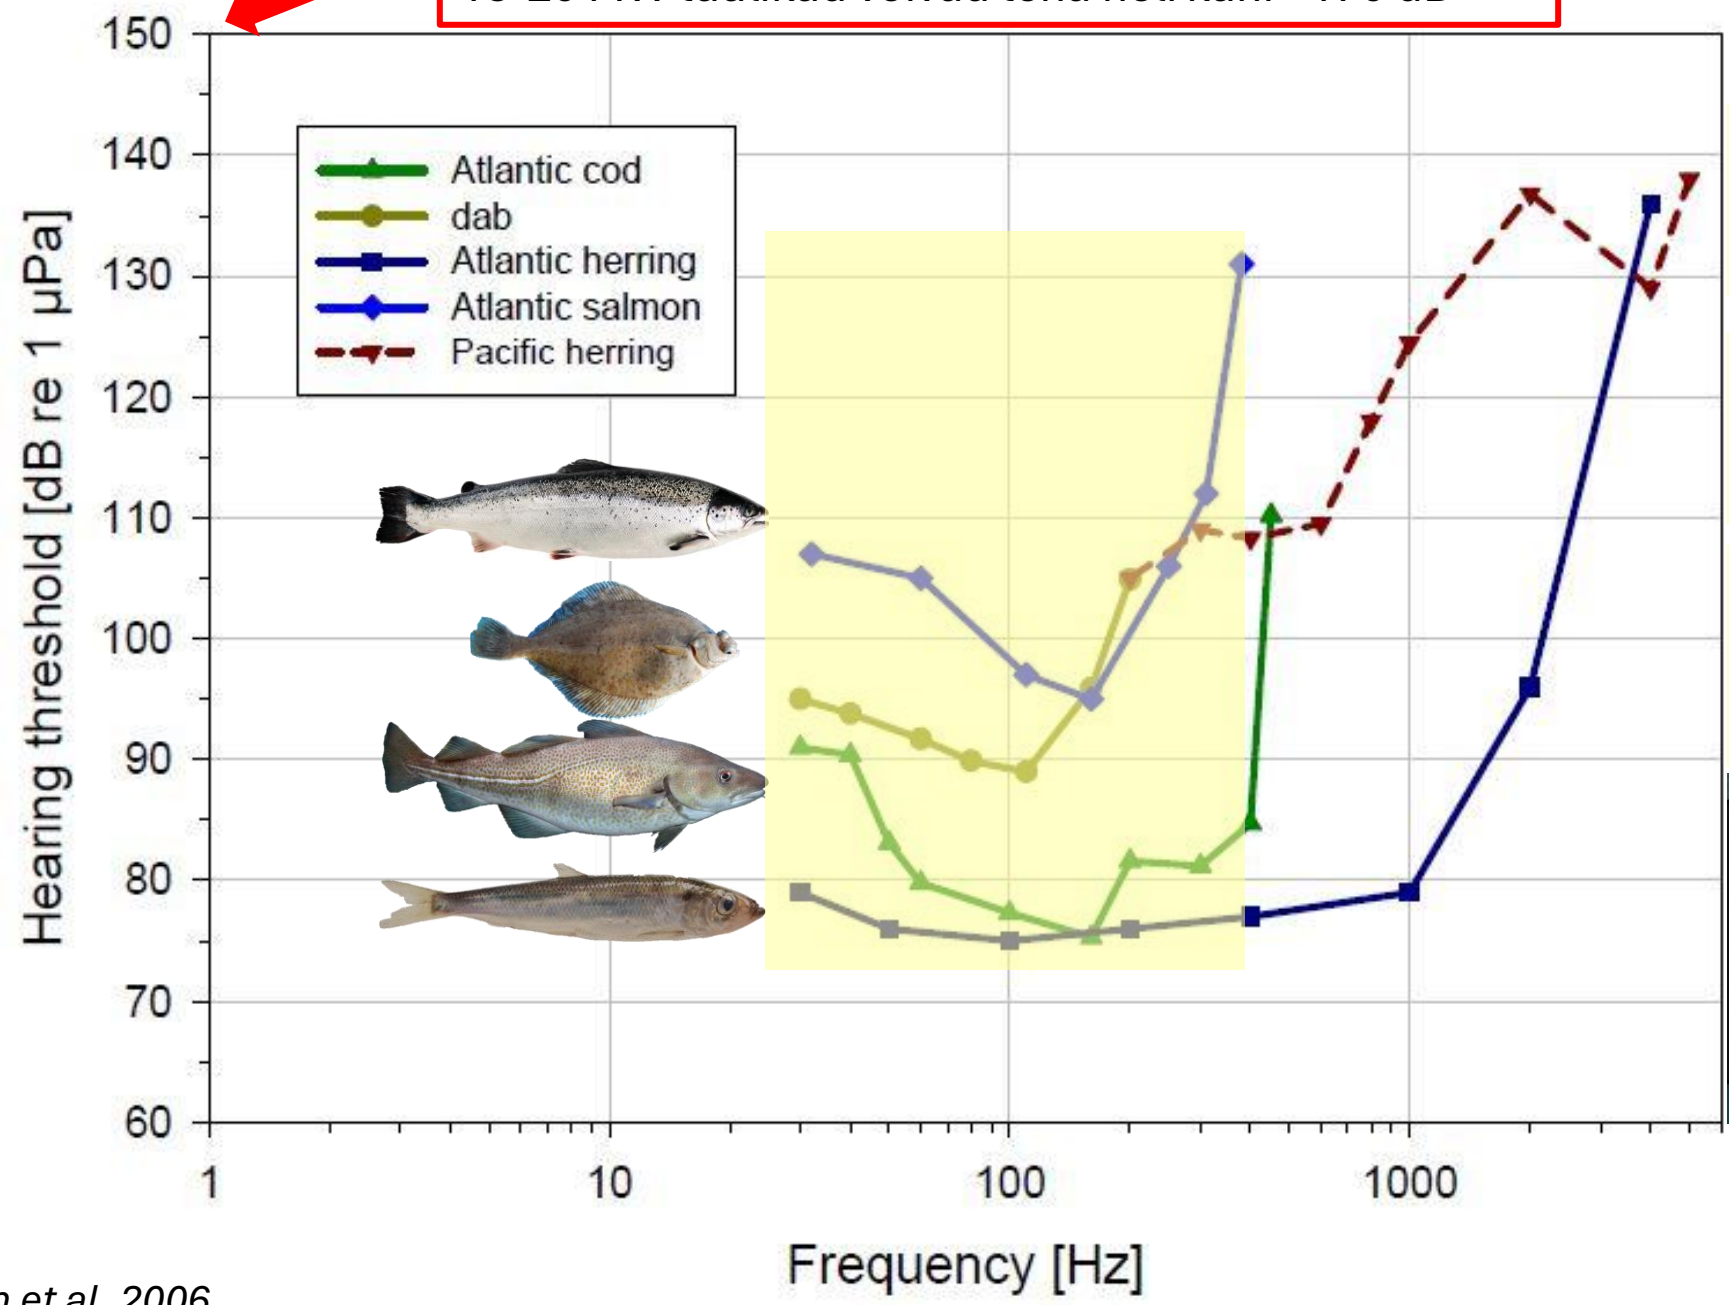 150
140
130
120
110
100
90
80
70
60
Hearing threshold [dB re 1 µPa]
Atlantic cod
dab
Atlantic herring
Atlantic salmon
Pacific herring
1 10 100 1000
Frequency [Hz]
et al. 2006